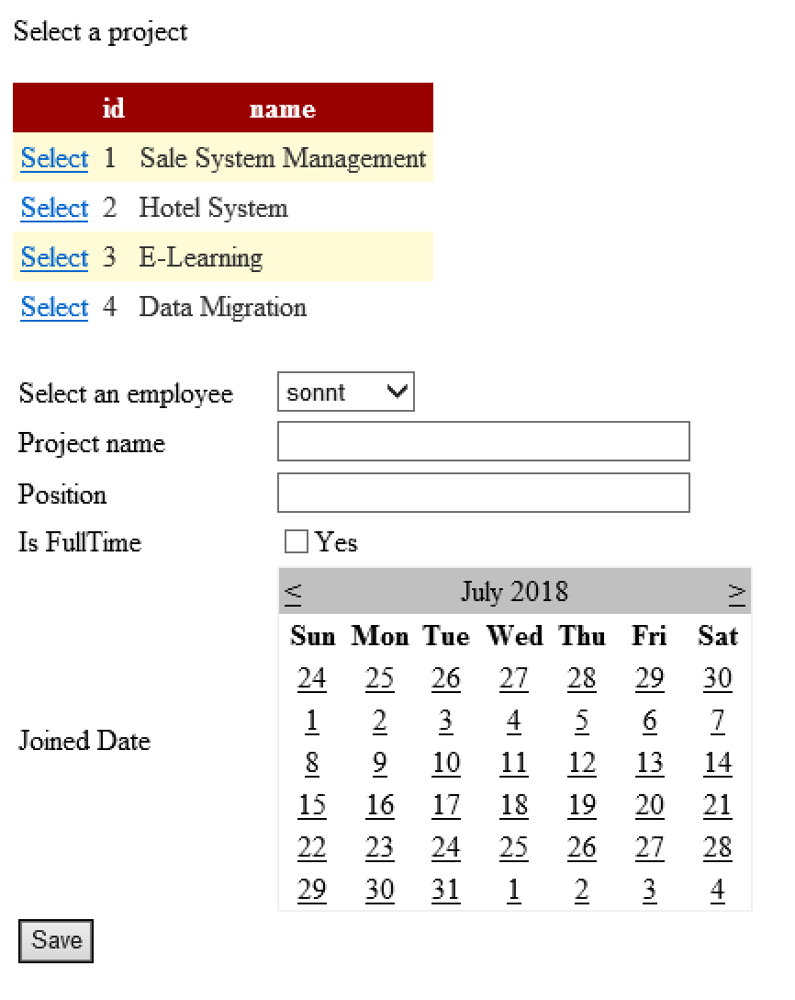 Select a project
id name
Select 1 Sale System Management
Select 2 Hotel System
Select 3 E-Learning
Select 4 Data Migration
Select an employee sonnt
Project name
Position
Is FullTime Yes
< July 2018 >
Sun Mon Tue Wed Thu Fri Sat
24 25 26 27 28 29 30
1 2 3 4 5 6 7
Joined Date
8 9 10 11 12 13 14
15 16 17 18 19 20 21
22 23 24 25 26 27 28
29 30 31 1 2 3 4
Save